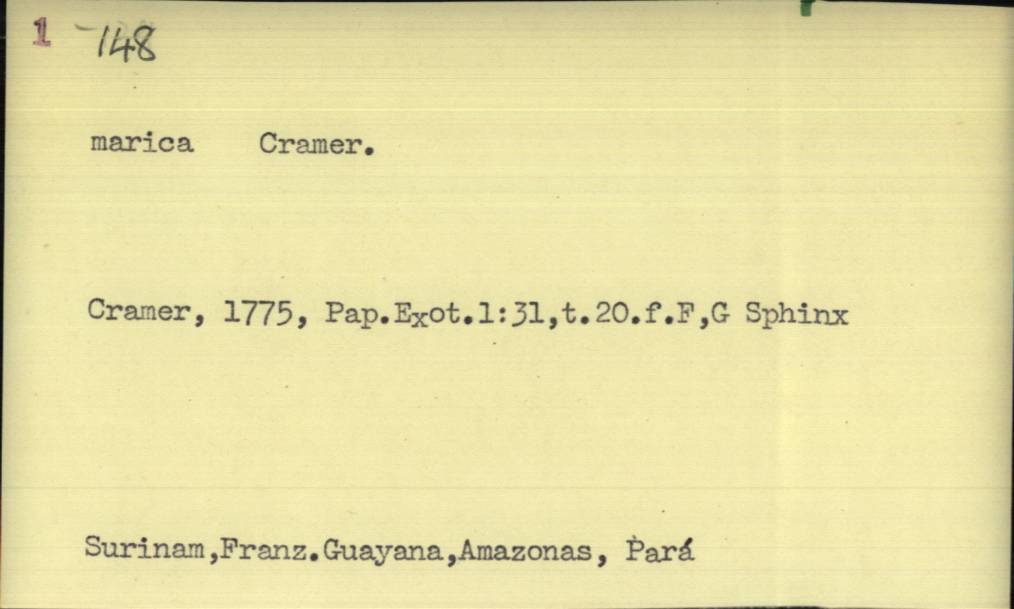 1 148
marica Cramer.
Cramer, 1775, Pap.Exot.1:31,t.20.f.F,G Sphinx
Surinam,Franz.Guayana,Amazonas, Pará